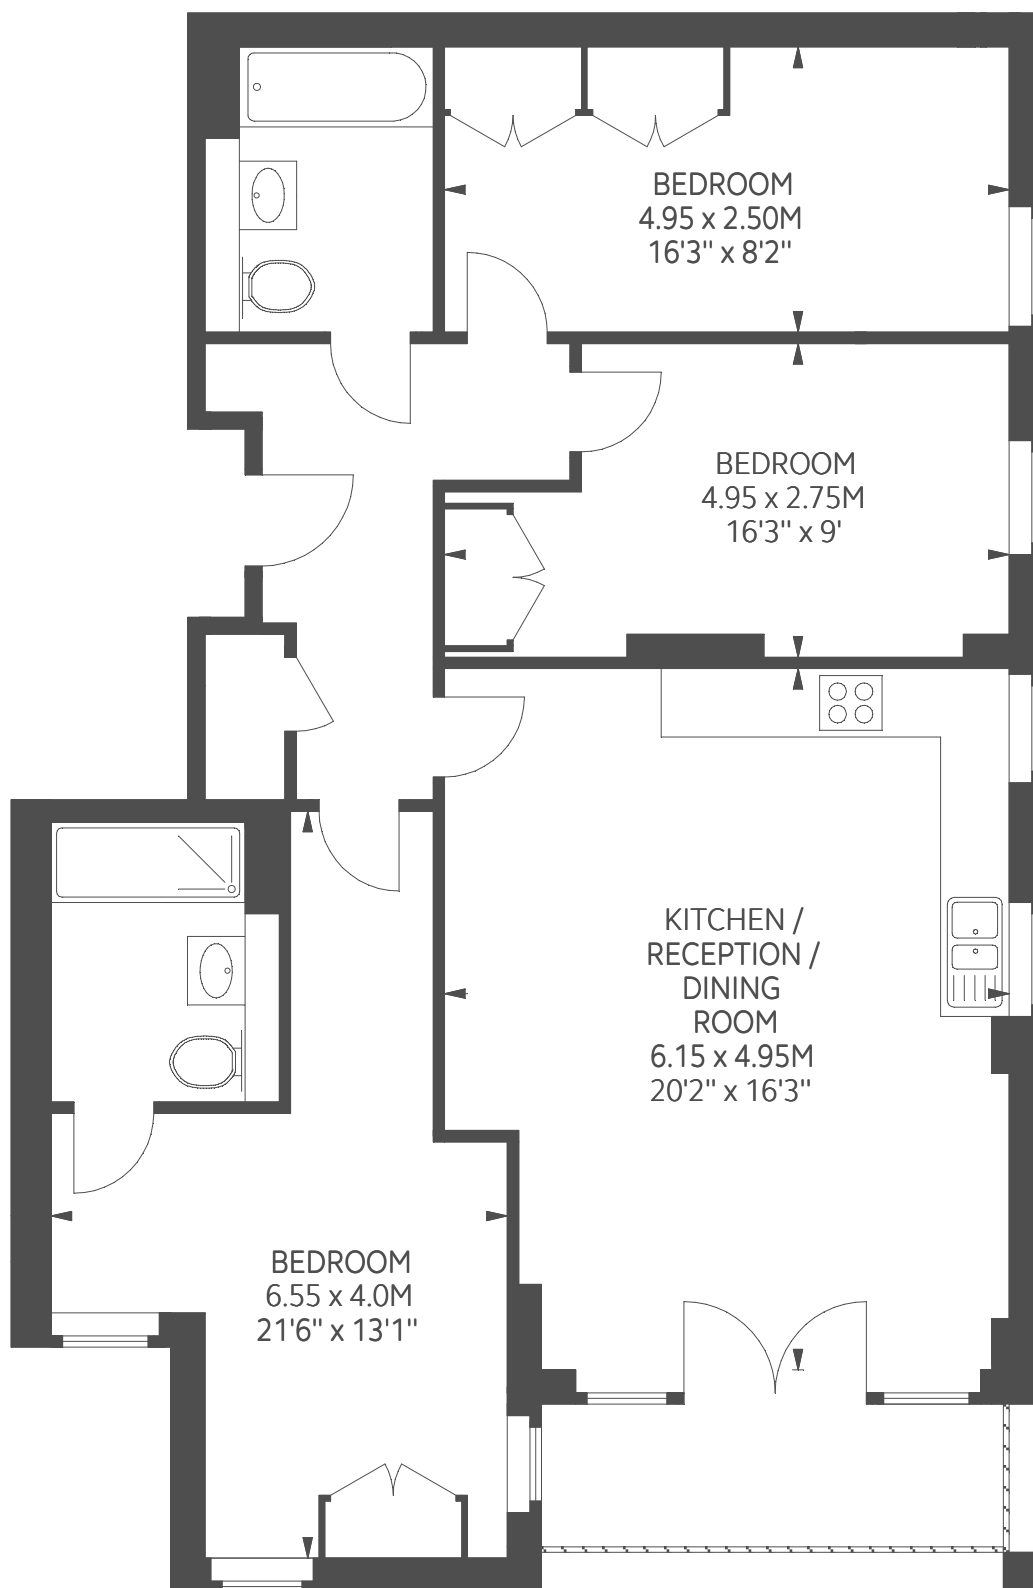 BEDROOM
4.95 x 2.50M
16'3" x 8'2"
BEDROOM
4.95 x 2.75M
16'3" x 9'
KITCHEN /
RECEPTION /
DINING
ROOM
6.15 x 4.95M
20'2" x 16'3"
BEDROOM
6.55 x 4.0M
21'6" x 13'1"